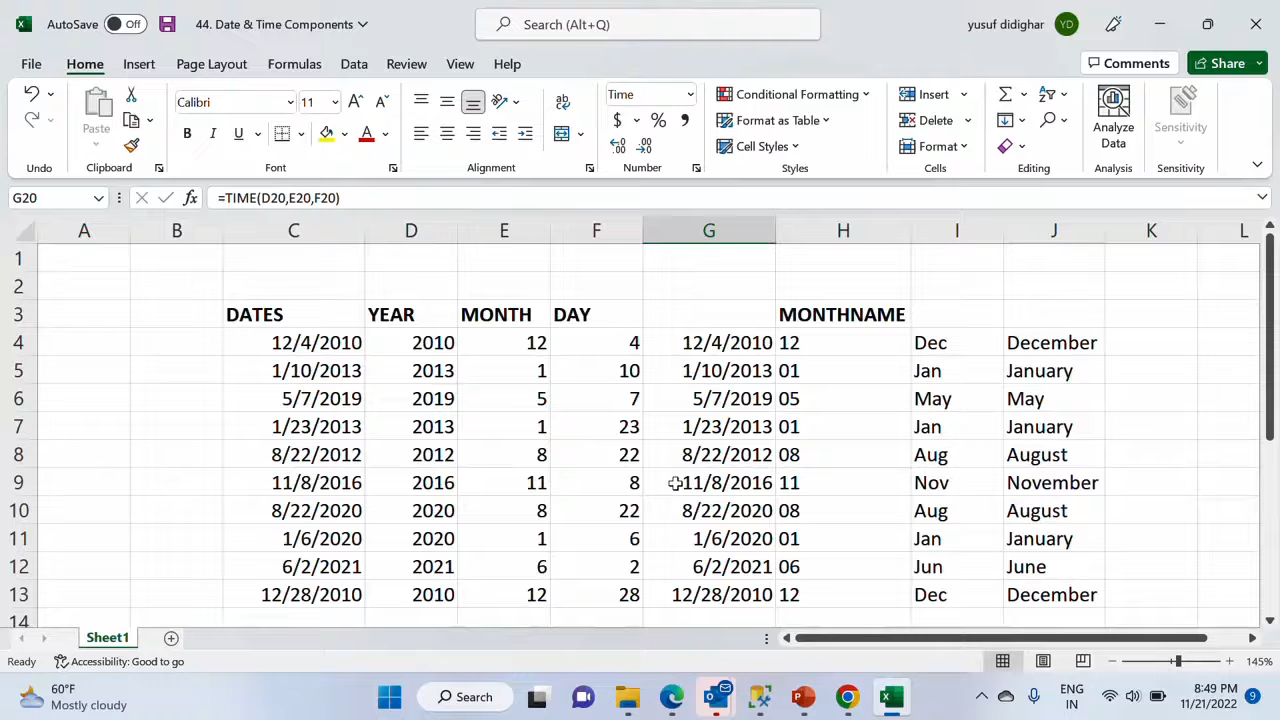 AutoSave Off 44. Date & Time Components Search (Alt+Q) yusuf didighar YD
File Home Insert Page Layout Formulas Data Review View Help Comments Share
Calibri 11 A A Time Conditional Formatting Insert
Paste B I U A ab $ % , Format as Table Delete Analyze Data Sensitivity
Cell Styles Format
Undo Clipboard Font Alignment Number Styles Cells Editing Analysis Sensitivity
G20 fx =TIME(D20,E20,F20)
A B C D E F G H I J K L
1
2
3 DATES YEAR MONTH DAY MONTHNAME
4 12/4/2010 2010 12 4 12/4/2010 12 Dec December
5 1/10/2013 2013 1 10 1/10/2013 01 Jan January
6 5/7/2019 2019 5 7 5/7/2019 05 May May
7 1/23/2013 2013 1 23 1/23/2013 01 Jan January
8 8/22/2012 2012 8 22 8/22/2012 08 Aug August
9 11/8/2016 2016 11 8 11/8/2016 11 Nov November
10 8/22/2020 2020 8 22 8/22/2020 08 Aug August
11 1/6/2020 2020 1 6 1/6/2020 01 Jan January
12 6/2/2021 2021 6 2 6/2/2021 06 Jun June
13 12/28/2010 2010 12 28 12/28/2010 12 Dec December
14
Sheet1
Ready Accessibility: Good to go 145%
60°F Search ENG 8:49 PM
Mostly cloudy IN 11/21/2022 9